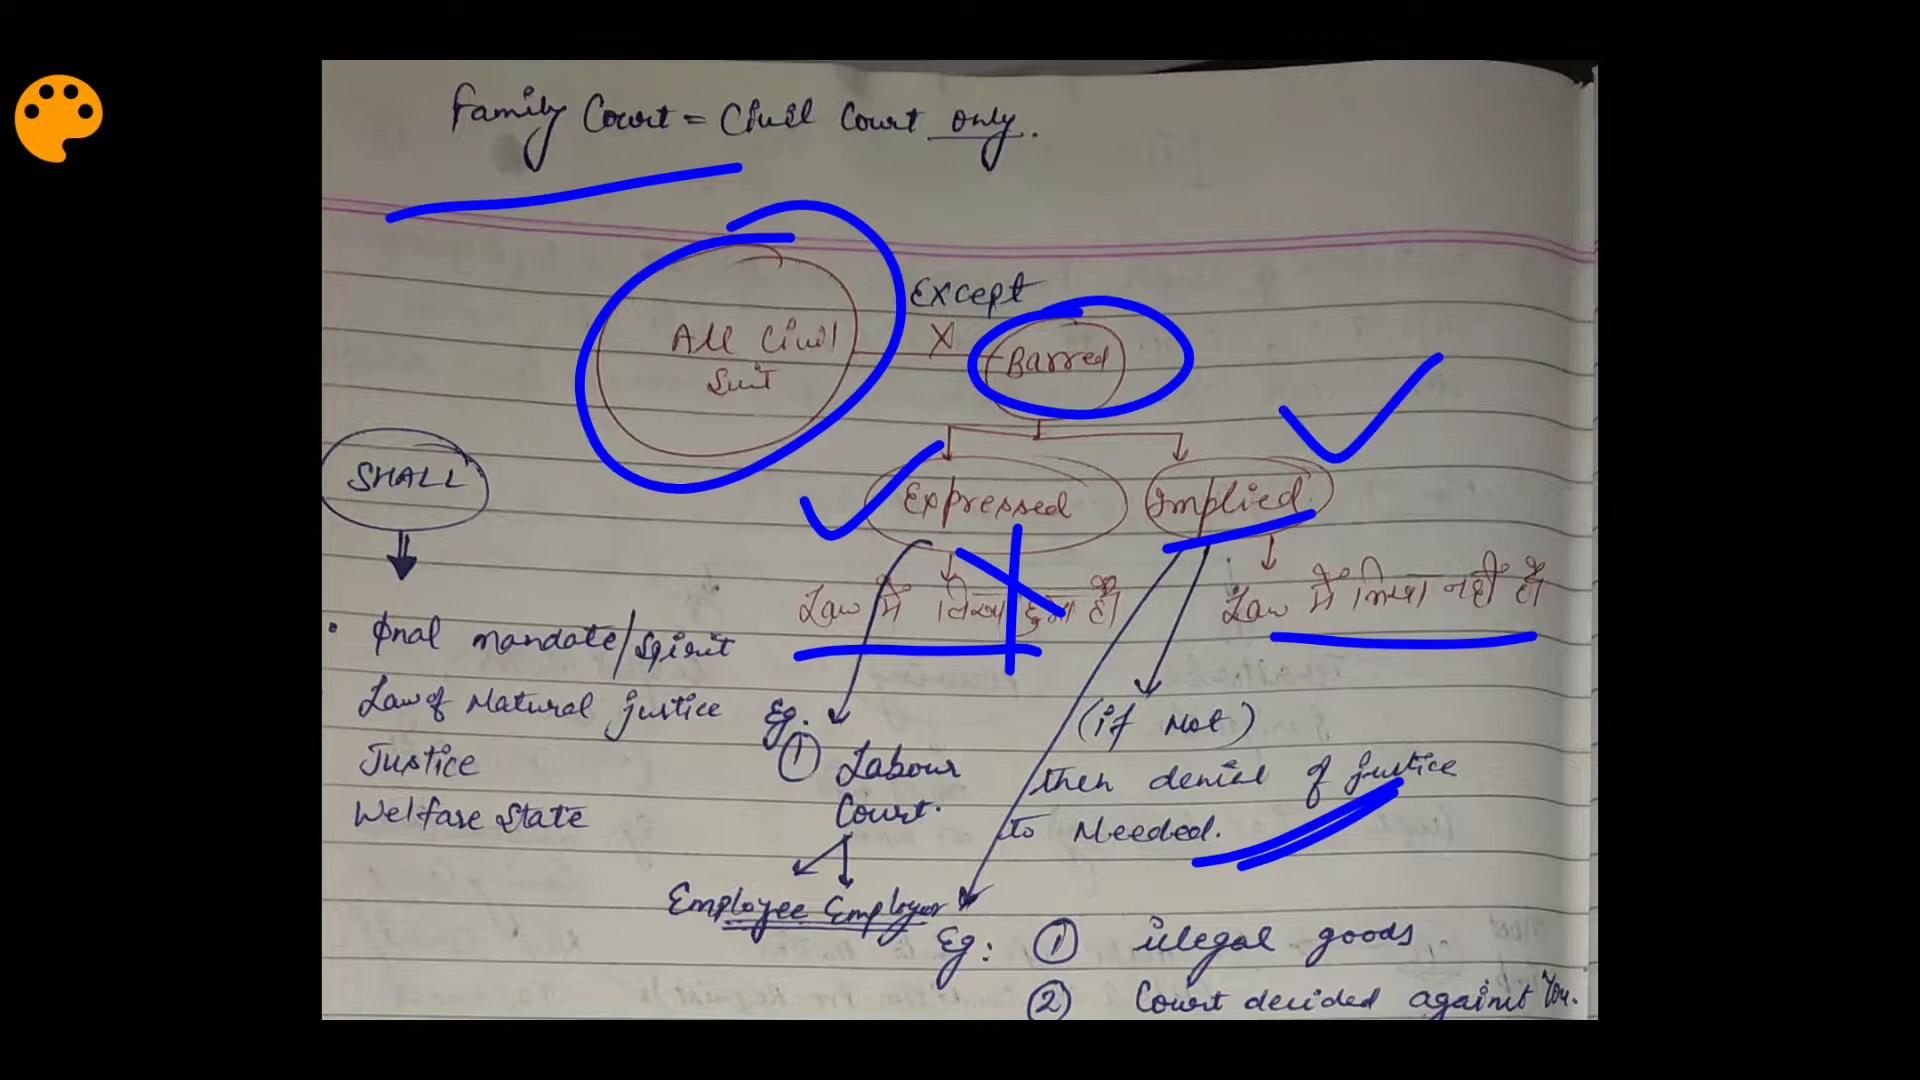 Family Court = Civil Court only.
Except
All Civil X Barred
Suit
SHALL
Expressed Implied
Law में लिखा हुआ हो
Law में लिखा नहीं हो
• final mandate/Spirit
Law of Natural justice
Justice
Welfare State
Eg.
① Labour
Court.
Employee Employer
(if not)
then denial of justice
to Needed.
Eg: ① illegal goods
② Court decided against You.